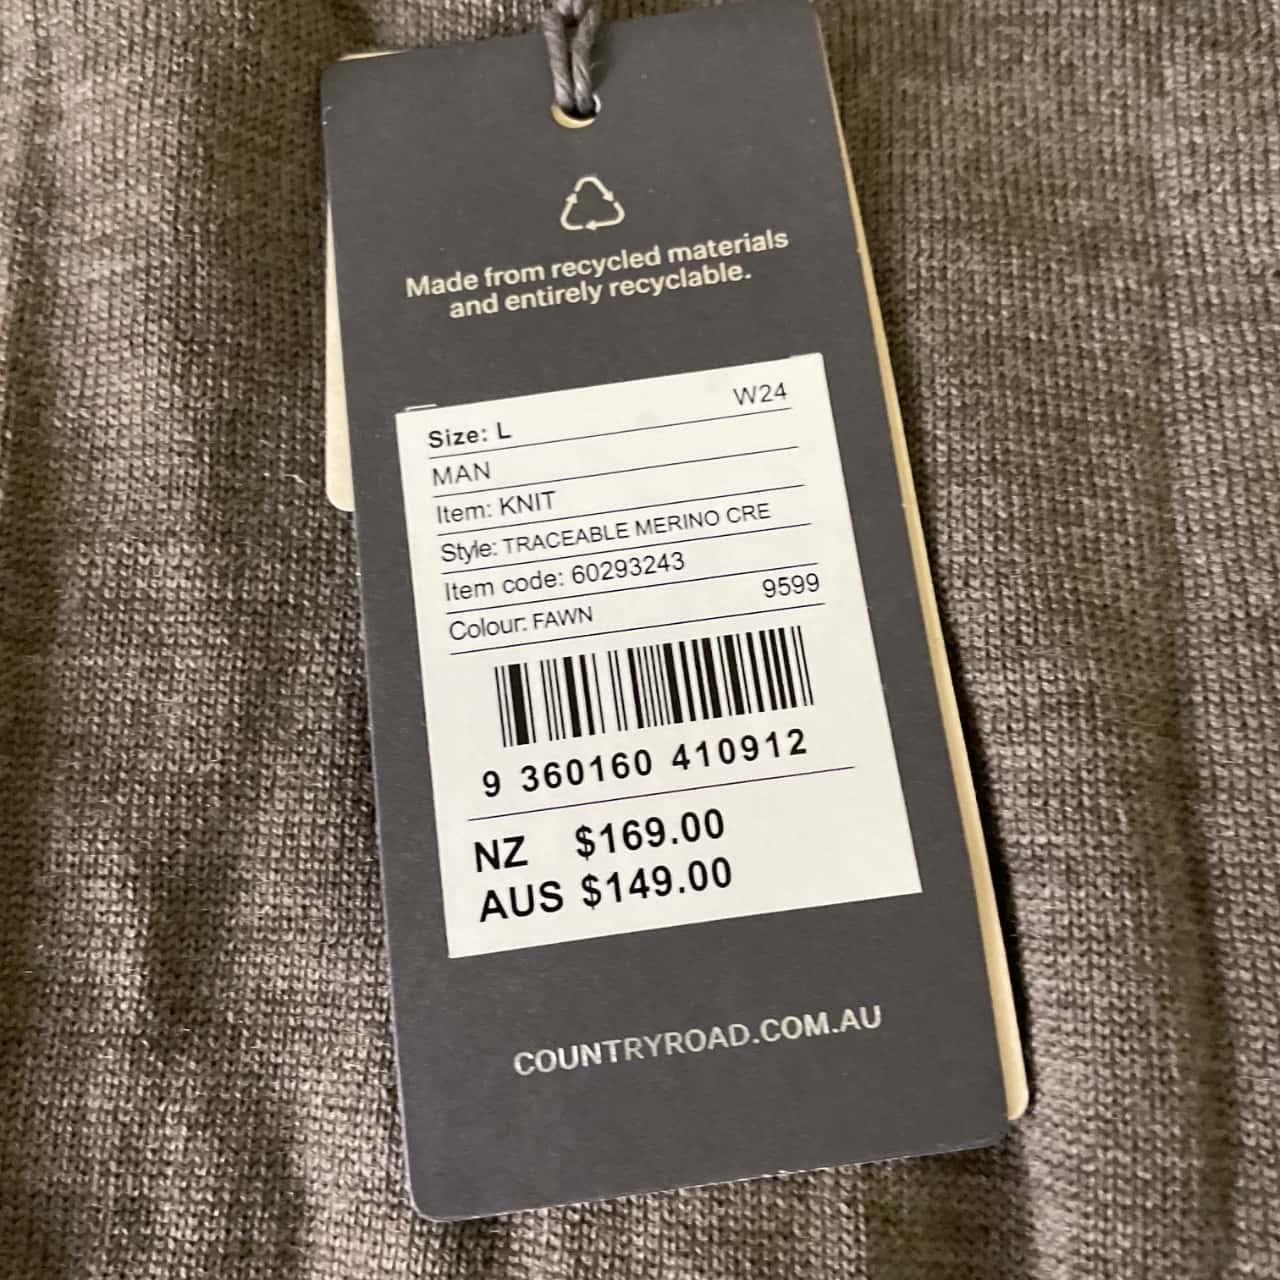 Made from recycled materials
and entirely recyclable.
Size: L W24
MAN
Item: KNIT
Style: TRACEABLE MERINO CRE
Item code: 60293243
Colour: FAWN 9599
9 360160 410912
NZ $169.00
AUS $149.00
COUNTRYROAD.COM.AU